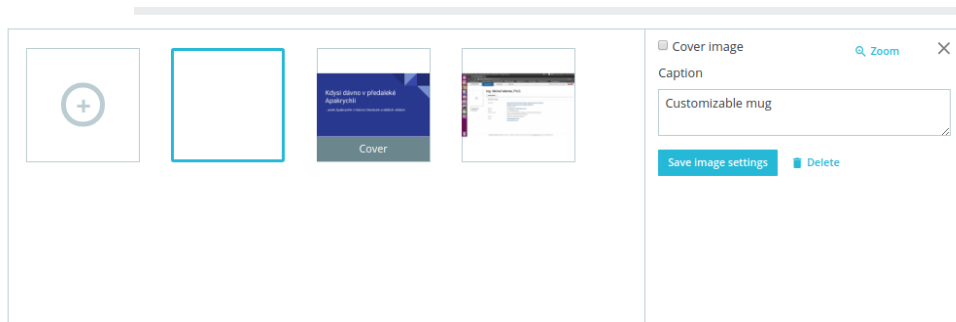 Cover image
Zoom
Caption
Customizable mug
Save image settings
Delete
Kdysi dávno v předaleké
Apakrychli
Cover